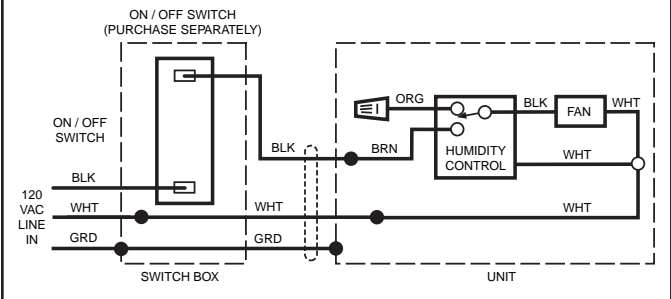 ON / OFF SWITCH
(PURCHASE SEPARATELY)
ON / OFF
SWITCH
BLK
120
VAC
LINE
IN
WHT
GRD
BLK
WHT
GRD
SWITCH BOX
ORG
BRN
HUMIDITY
CONTROL
BLK
FAN
WHT
WHT
WHT
UNIT